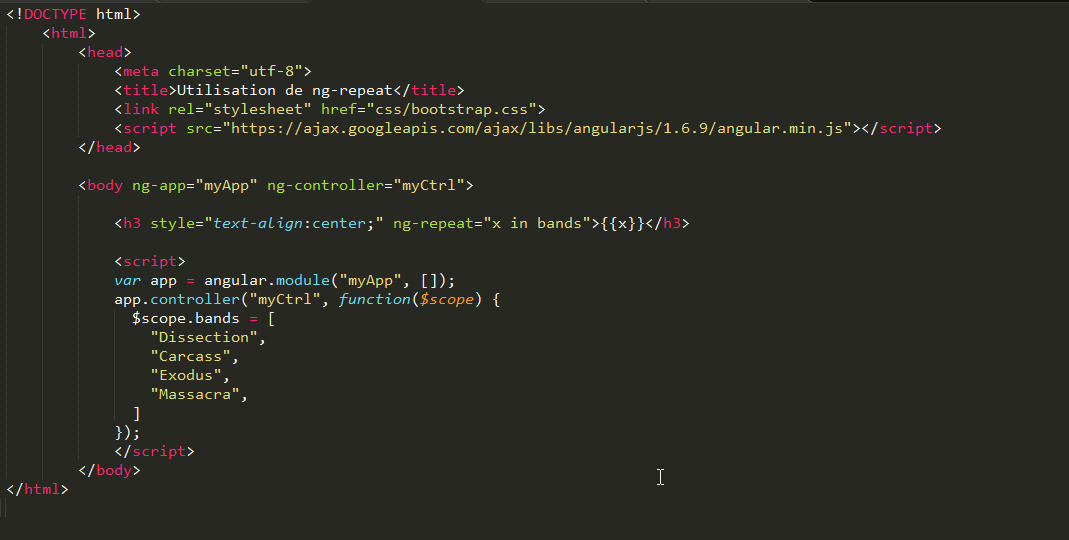 <!DOCTYPE html>
<html>
<head>
<meta charset="utf-8">
<title>Utilisation de ng-repeat</title>
<link rel="stylesheet" href="css/bootstrap.css">
<script src="https://ajax.googleapis.com/ajax/libs/angularjs/1.6.9/angular.min.js"></script>
</head>
<body ng-app="myApp" ng-controller="myCtrl">
<h3 style="text-align:center;" ng-repeat="x in bands">{{x}}</h3>
<script>
var app = angular.module("myApp", []);
app.controller("myCtrl", function($scope) {
$scope.bands = [
"Dissection",
"Carcass",
"Exodus",
"Massacra",
]
});
</script>
</body>
</html>